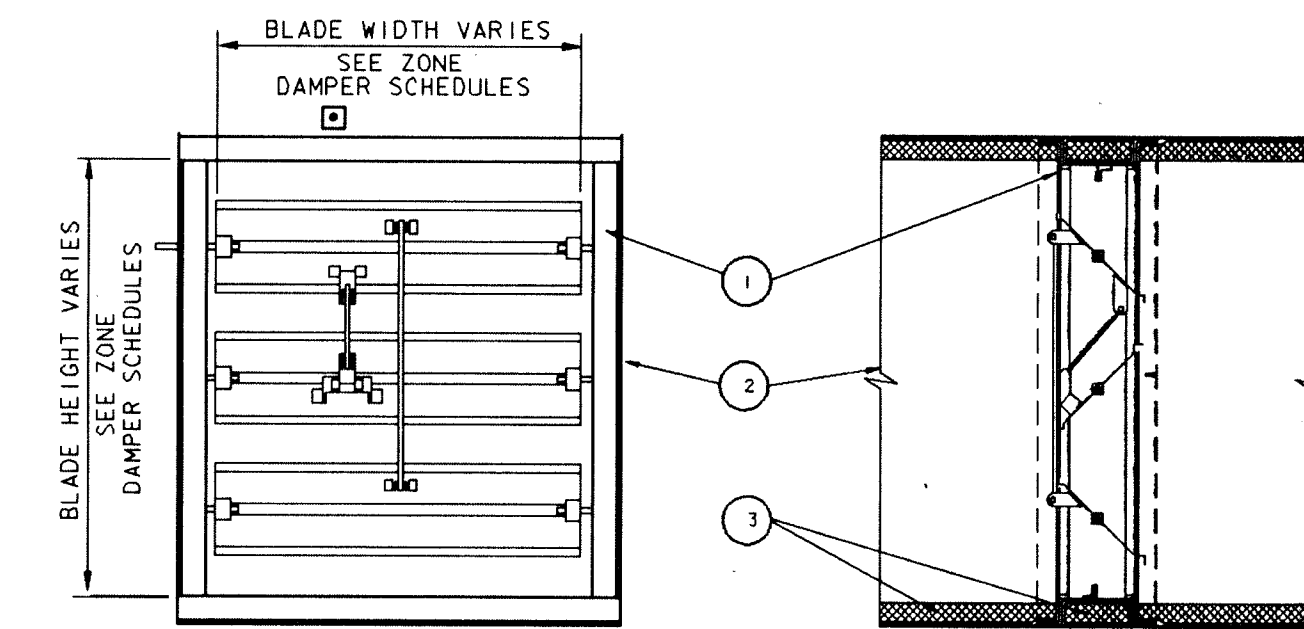 BLADE WIDTH VARIES
SEE ZONE
DAMPER SCHEDULES
BLADE HEIGHT VARIES
SEE ZONE
DAMPER SCHEDULES
1
2
3